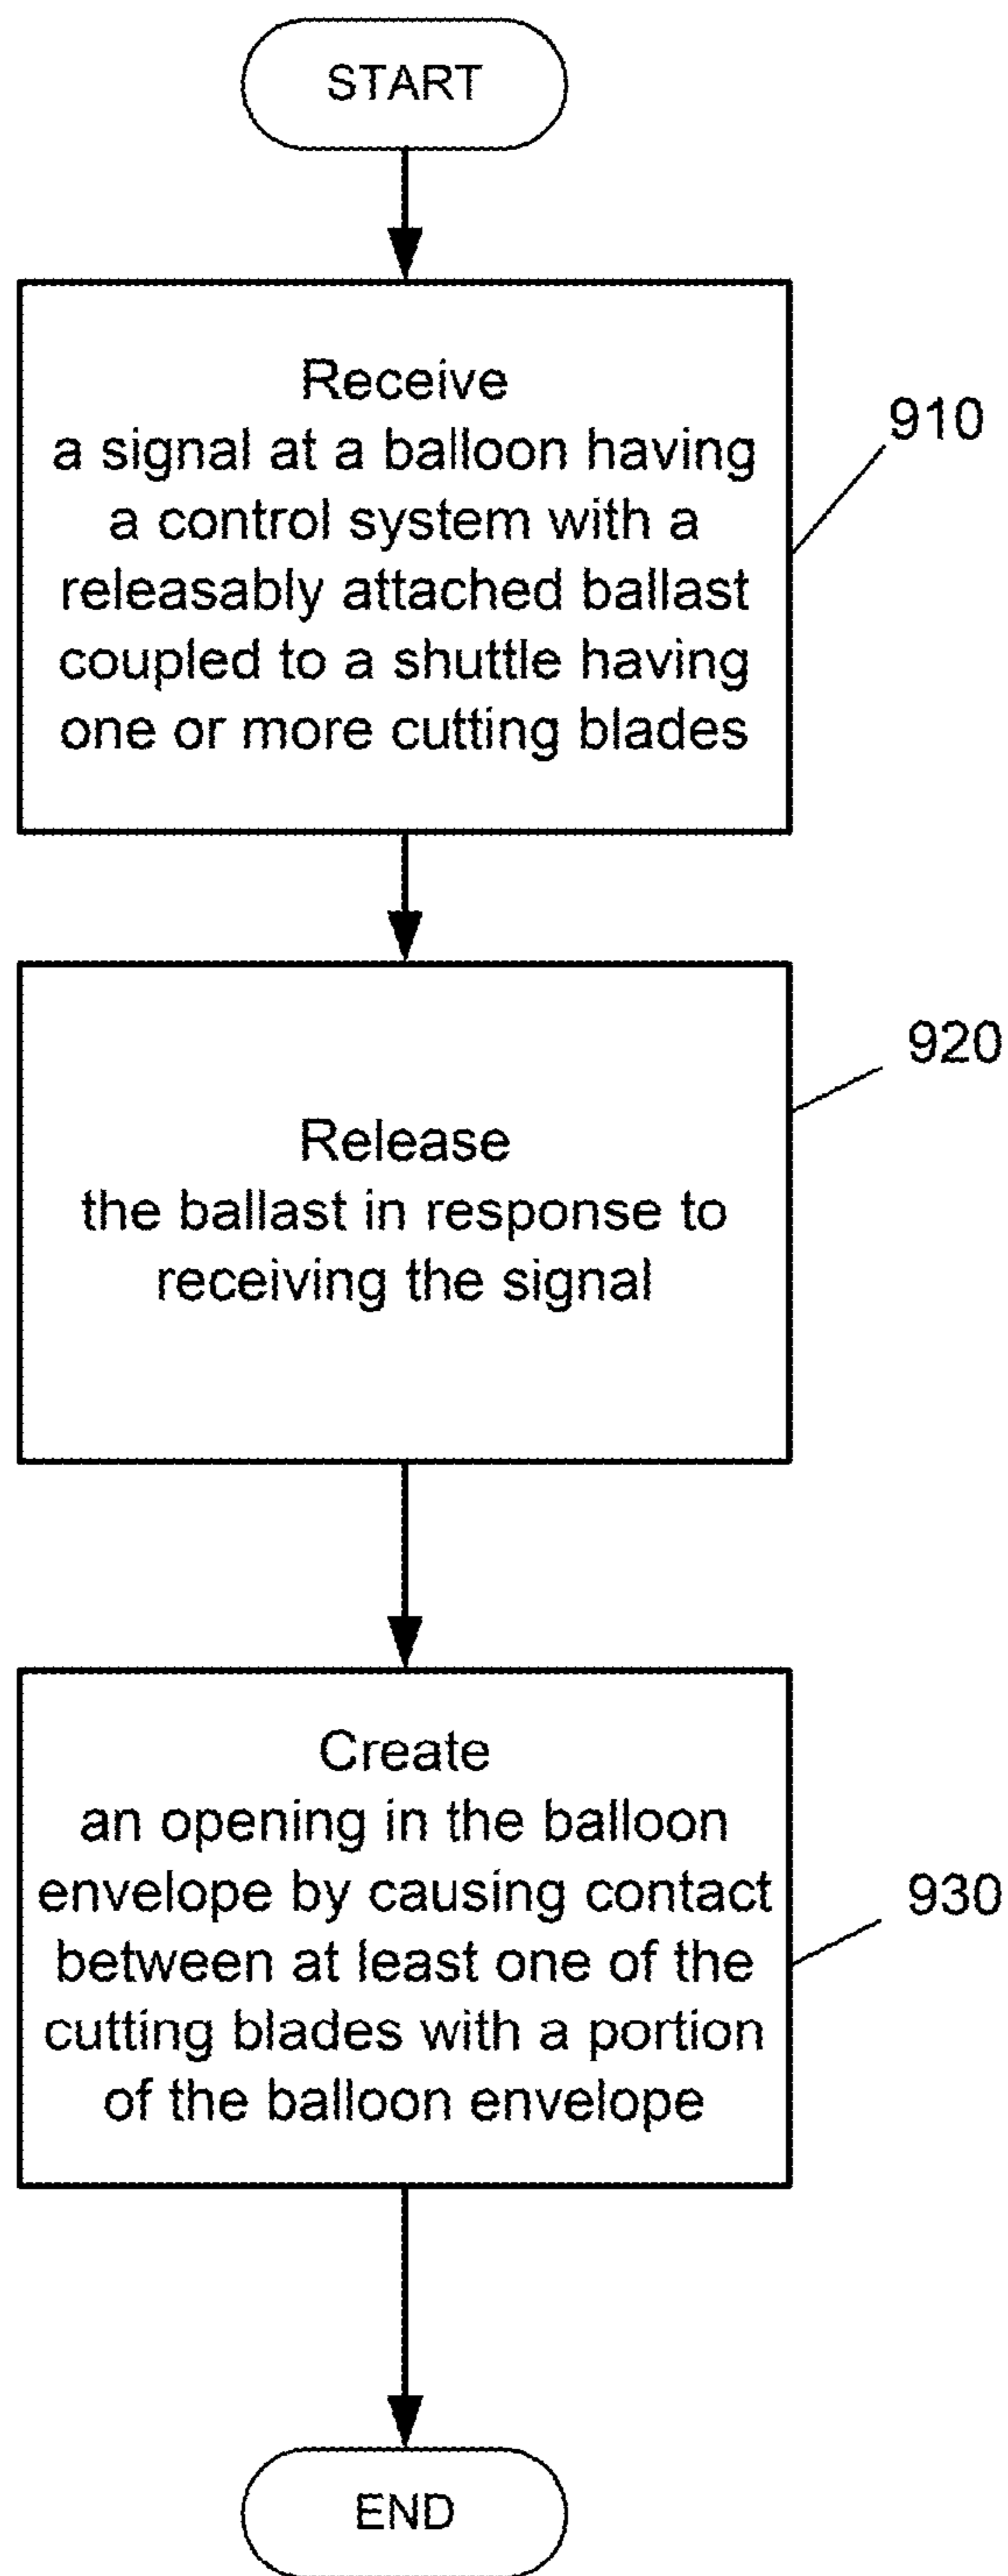 START
Receive
a signal at a balloon having
a control system with a
releasably attached ballast
coupled to a shuttle having
one or more cutting blades
910
Release
the ballast in response to
receiving the signal
920
Create
an opening in the balloon
envelope by causing contact
between at least one of the
cutting blades with a portion
of the balloon envelope
930
END